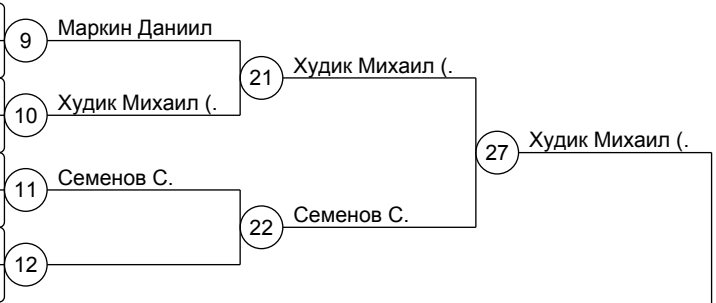 9
Маркин Даниил
21
Худик Михаил (.
10
Худик Михаил (.
27
Худик Михаил (.
11
Семенов С.
22
Семенов С.
12